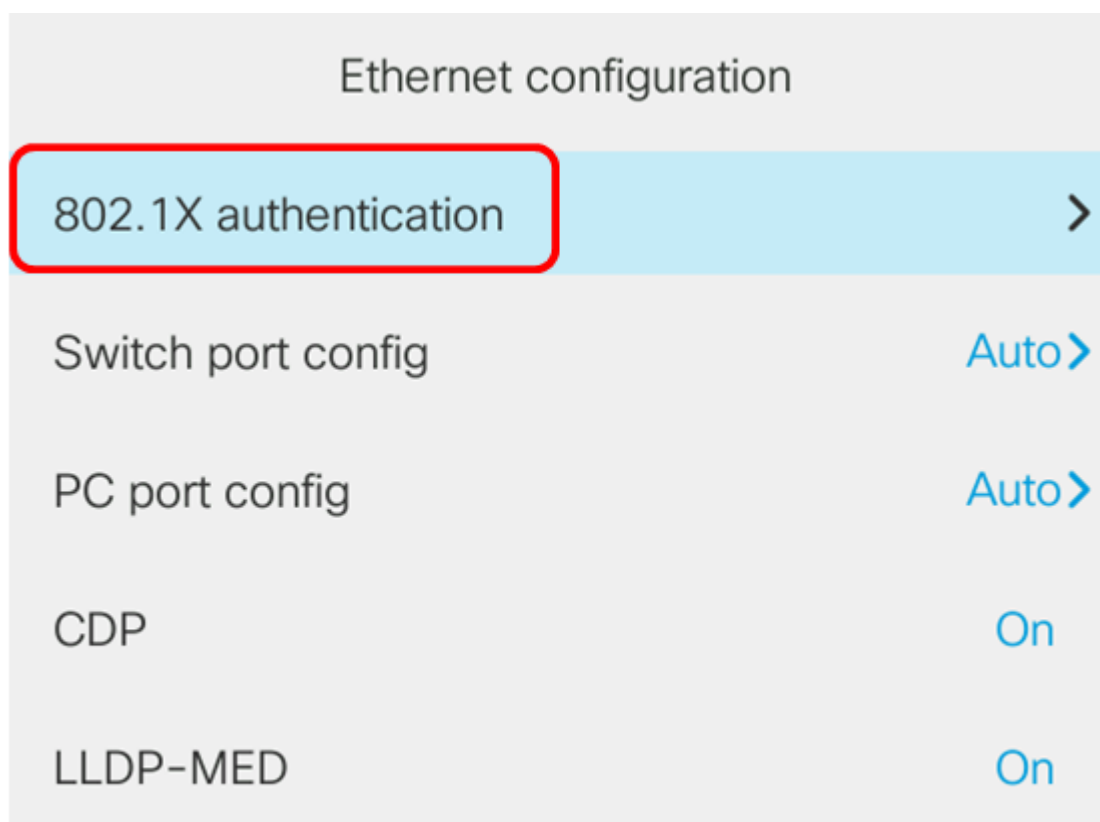 Ethernet configuration
802.1X authentication
Switch port config Auto
PC port config Auto
CDP On
LLDP-MED On